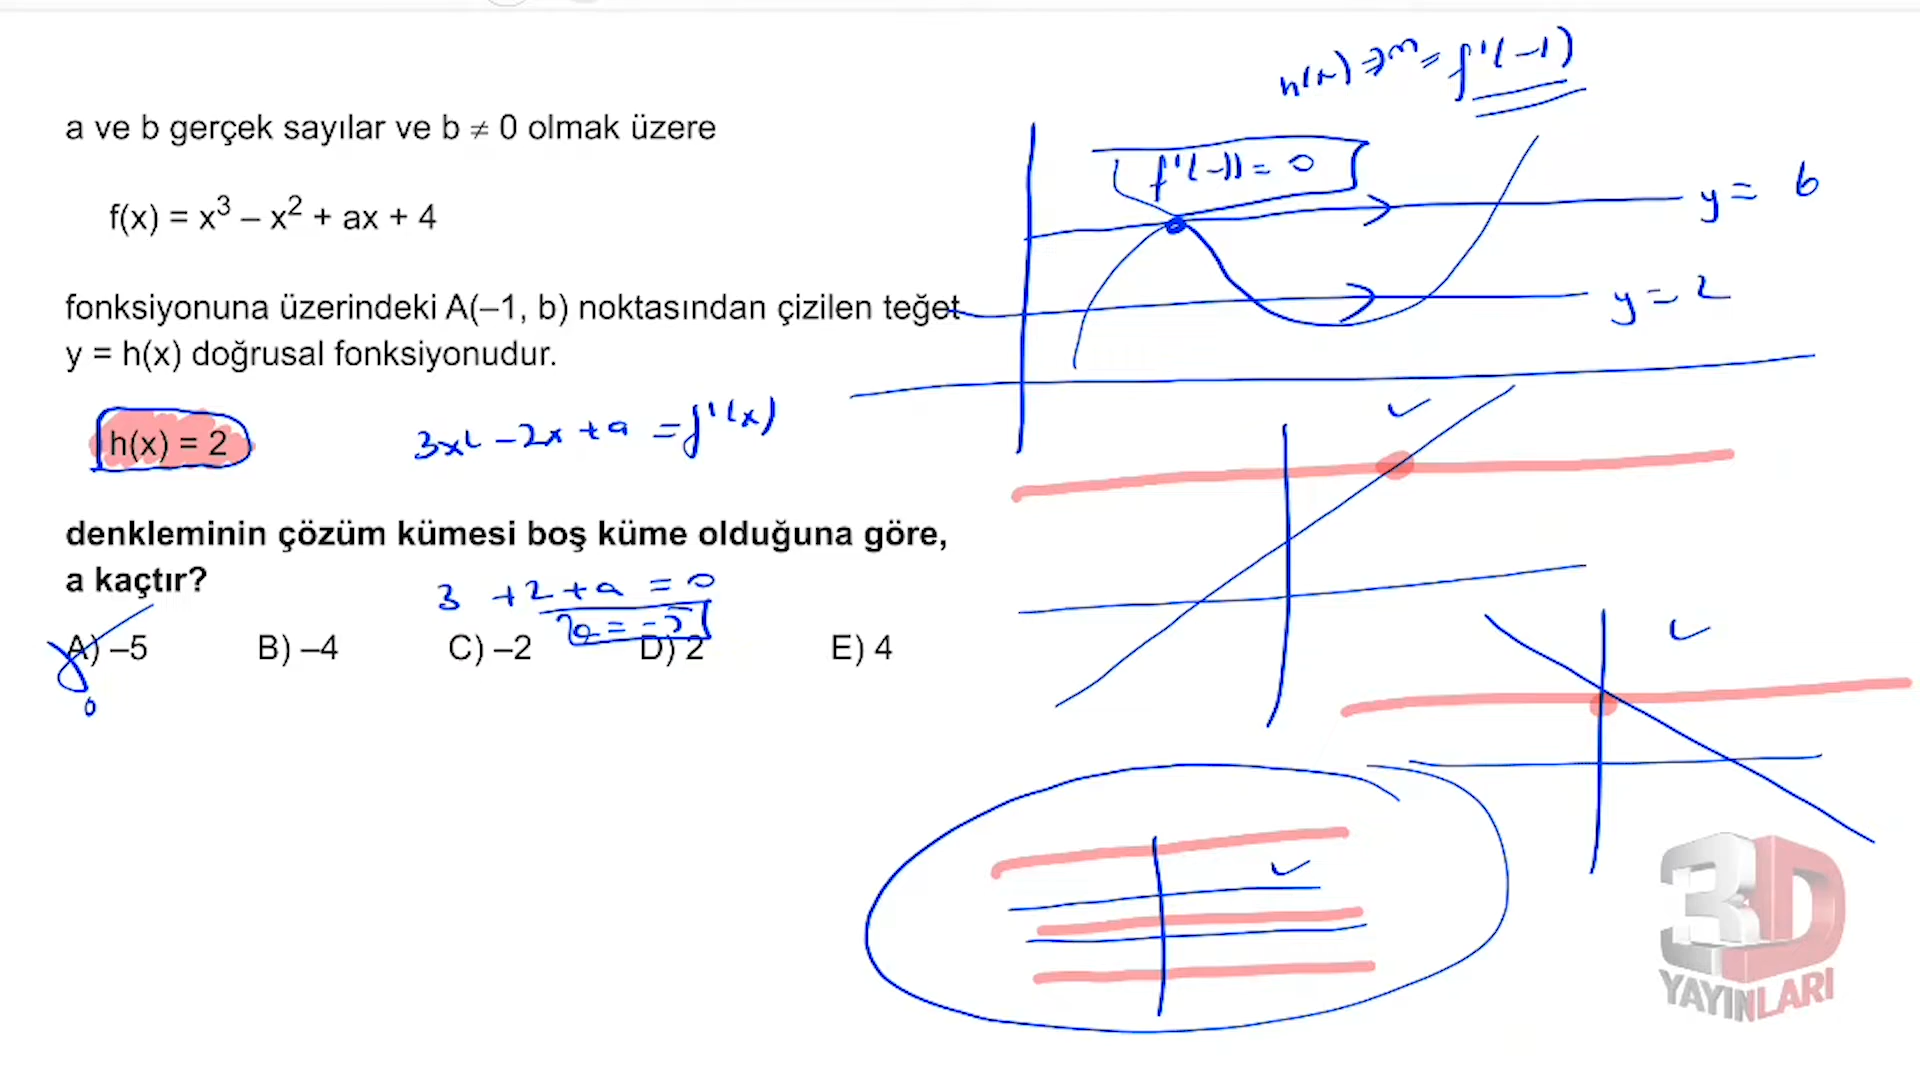 a ve b gerçek sayılar ve b ≠ 0 olmak üzere
f(x) = x³ – x² + ax + 4
fonksiyonuna üzerindeki A(–1, b) noktasından çizilen teğet
y = h(x) doğrusal fonksiyonudur.
h(x) = 2
3x² - 2x + a = f'(x)
denkleminin çözüm kümesi boş küme olduğuna göre,
a kaçtır?
3 + 2 + a = 0
a = -5
A) –5 B) –4 C) –2 D) 2 E) 4
h(x) => m = f'(-1)
f'(-1) = 0
y = b
y = 2
3D
YAYINLARI